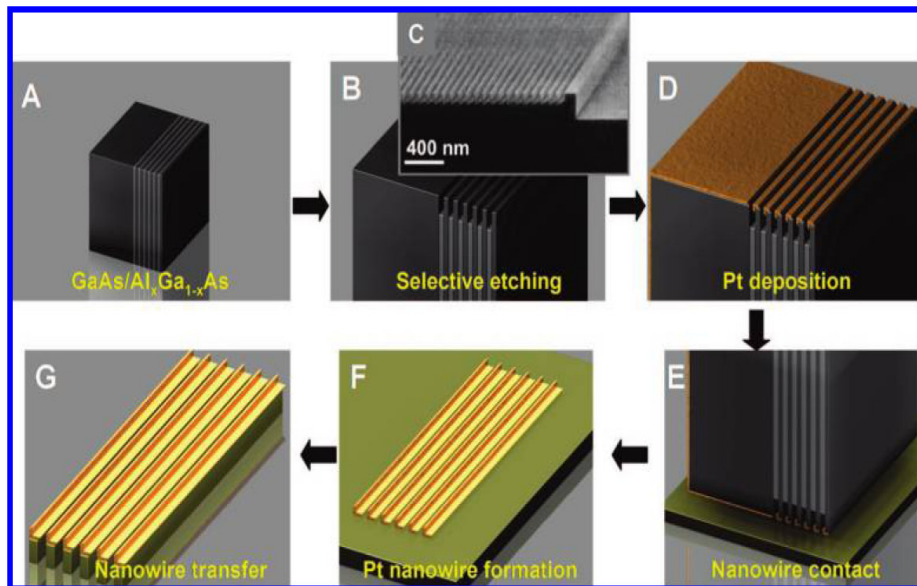 A
GaAs/AlxGa1-xAs
B
Selective etching
C
400 nm
D
Pt deposition
E
Nanowire contact
F
Pt nanowire formation
G
Nanowire transfer